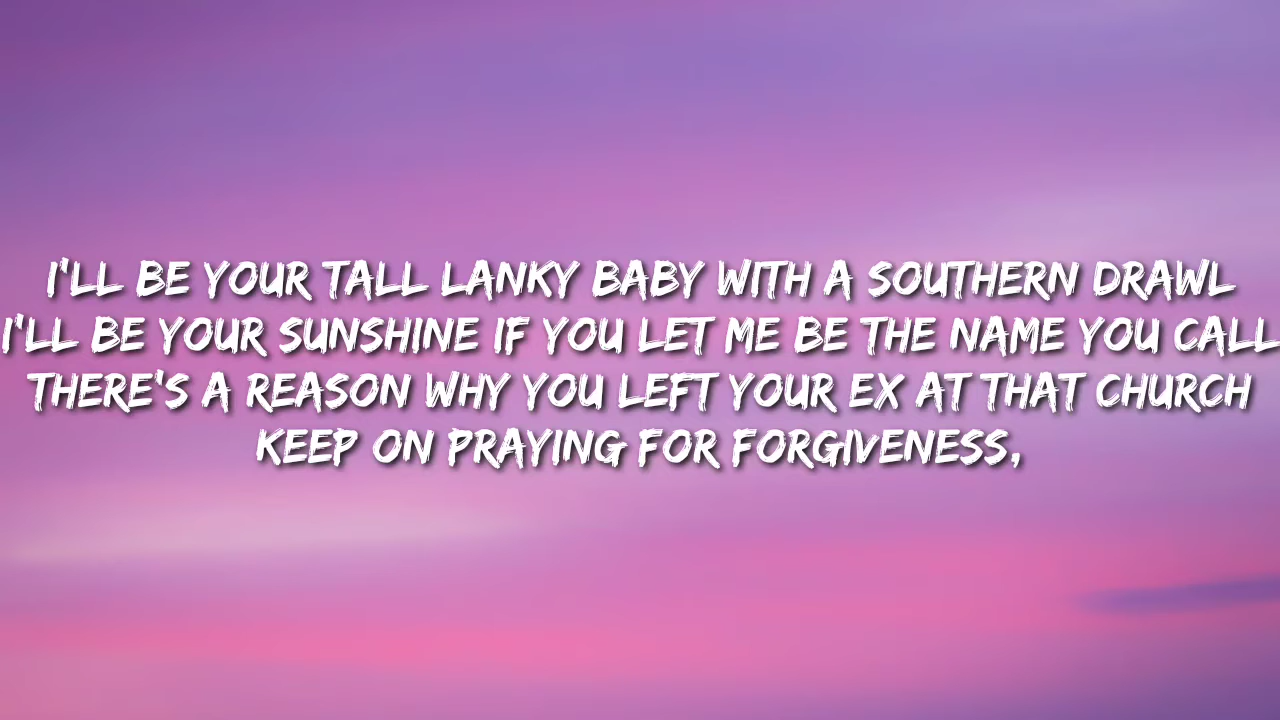 I'LL BE YOUR TALL LANKY BABY WITH A SOUTHERN DRAWL
I'LL BE YOUR SUNSHINE IF YOU LET ME BE THE NAME YOU CALL
THERE'S A REASON WHY YOU LEFT YOUR EX AT THAT CHURCH
KEEP ON PRAYING FOR FORGIVENESS,